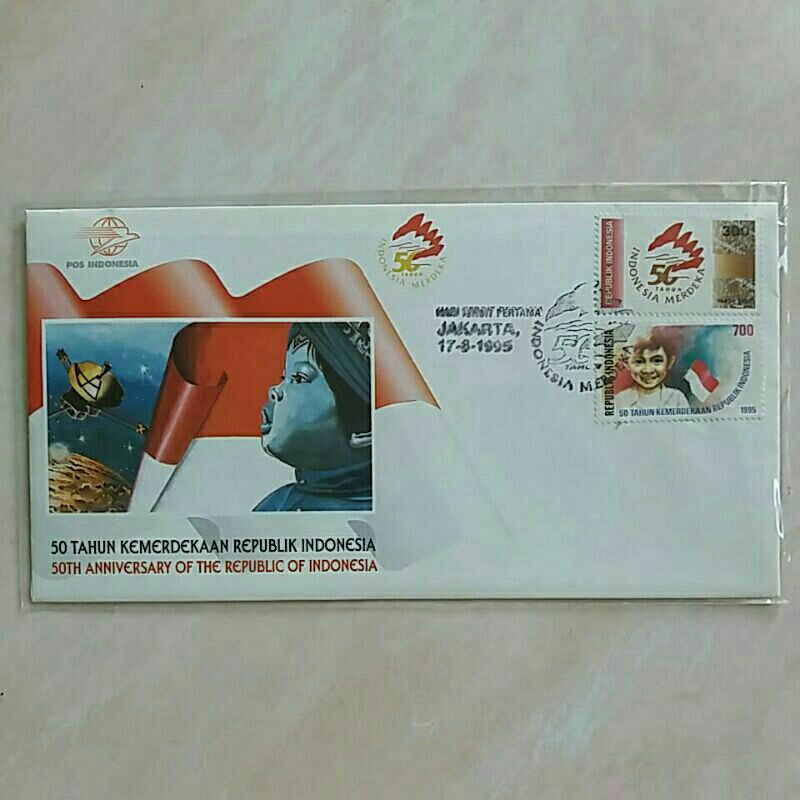 POS INDONESIA
50
TAHUN
INDONESIA MERDEKA
REPUBLIK INDONESIA
300
50
TAHUN
INDONESIA MERDEKA
HARI TERBIT PERTAMA
JAKARTA,
17-8-1995
50
INDONESIA MERDEKA
700
REPUBLIK INDONESIA
50 TAHUN KEMERDEKAAN REPUBLIK INDONESIA
1995
50 TAHUN KEMERDEKAAN REPUBLIK INDONESIA
50TH ANNIVERSARY OF THE REPUBLIC OF INDONESIA